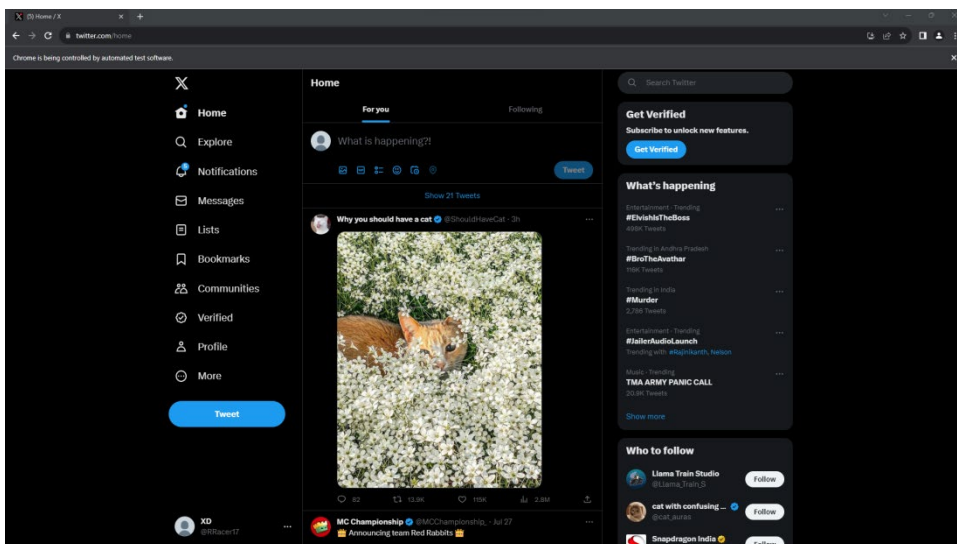 (5) Home / X
twitter.com/home
Chrome is being controlled by automated test software.
Home
Explore
5
Notifications
Messages
Lists
Bookmarks
Communities
Verified
Profile
More
Tweet
XD
@RRacer17
Home
For you
Following
What is happening?!
Tweet
Show 21 Tweets
Why you should have a cat @ShouldHaveCat · 3h
82 13.9K 115K 2.8M
MC Championship @MCChampionship_ · Jul 27
Announcing team Red Rabbits
Search Twitter
Get Verified
Subscribe to unlock new features.
Get Verified
What's happening
Entertainment · Trending
#ElvishIsTheBoss
498K Tweets
Trending in Andhra Pradesh
#BroTheAvathar
116K Tweets
Trending in India
#Murder
2,786 Tweets
Entertainment · Trending
#JailerAudioLaunch
Trending with #Rajinikanth, Nelson
Music · Trending
TMA ARMY PANIC CALL
20.9K Tweets
Show more
Who to follow
Llama Train Studio
@Llama_Train_S
Follow
cat with confusing ...
@cat_auras
Follow
Snapdragon India
Follow